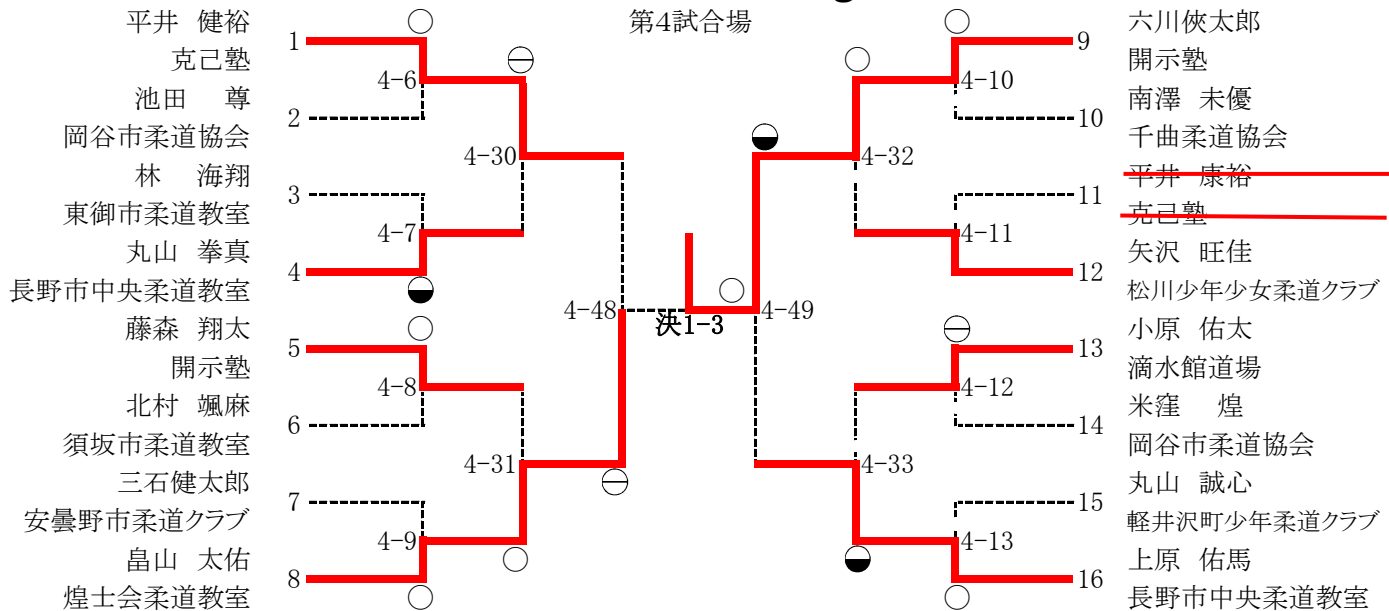 第4試合場
平井 健裕
1
克己塾
4-6
池田 尊
2
岡谷市柔道協会
4-30
林 海翔
3
東御市柔道教室
4-7
丸山 拳真
4
長野市中央柔道教室
4-48
藤森 翔太
5
開示塾
4-8
北村 颯麻
6
須坂市柔道教室
4-31
三石健太郎
7
安曇野市柔道クラブ
4-9
畠山 太佑
8
煌士会柔道教室
決1-3
六川俠太郎
9
開示塾
4-10
南澤 未優
10
千曲柔道協会
4-32
平井 康裕
11
克己塾
4-11
矢沢 旺佳
12
松川少年少女柔道クラブ
4-49
小原 佑太
13
滴水館道場
4-12
米窪 煌
14
岡谷市柔道協会
4-33
丸山 誠心
15
軽井沢町少年柔道クラブ
4-13
上原 佑馬
16
長野市中央柔道教室